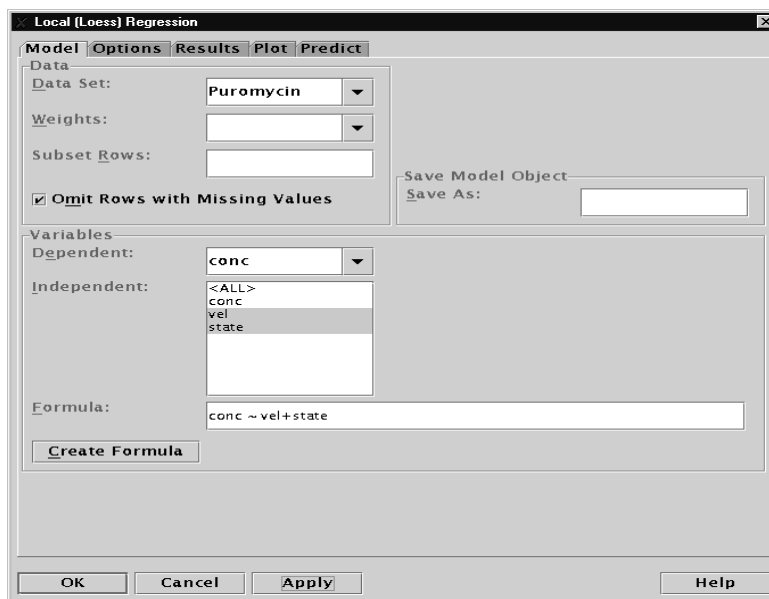 Local (Loess) Regression
Model Options Results Plot Predict
Data
Data Set: Puromycin
Weights:
Subset Rows:
Omit Rows with Missing Values
Save Model Object
Save As:
Variables
Dependent: conc
Independent: <ALL>
conc
vel
state
Formula: conc ~ vel+state
Create Formula
OK Cancel Apply Help